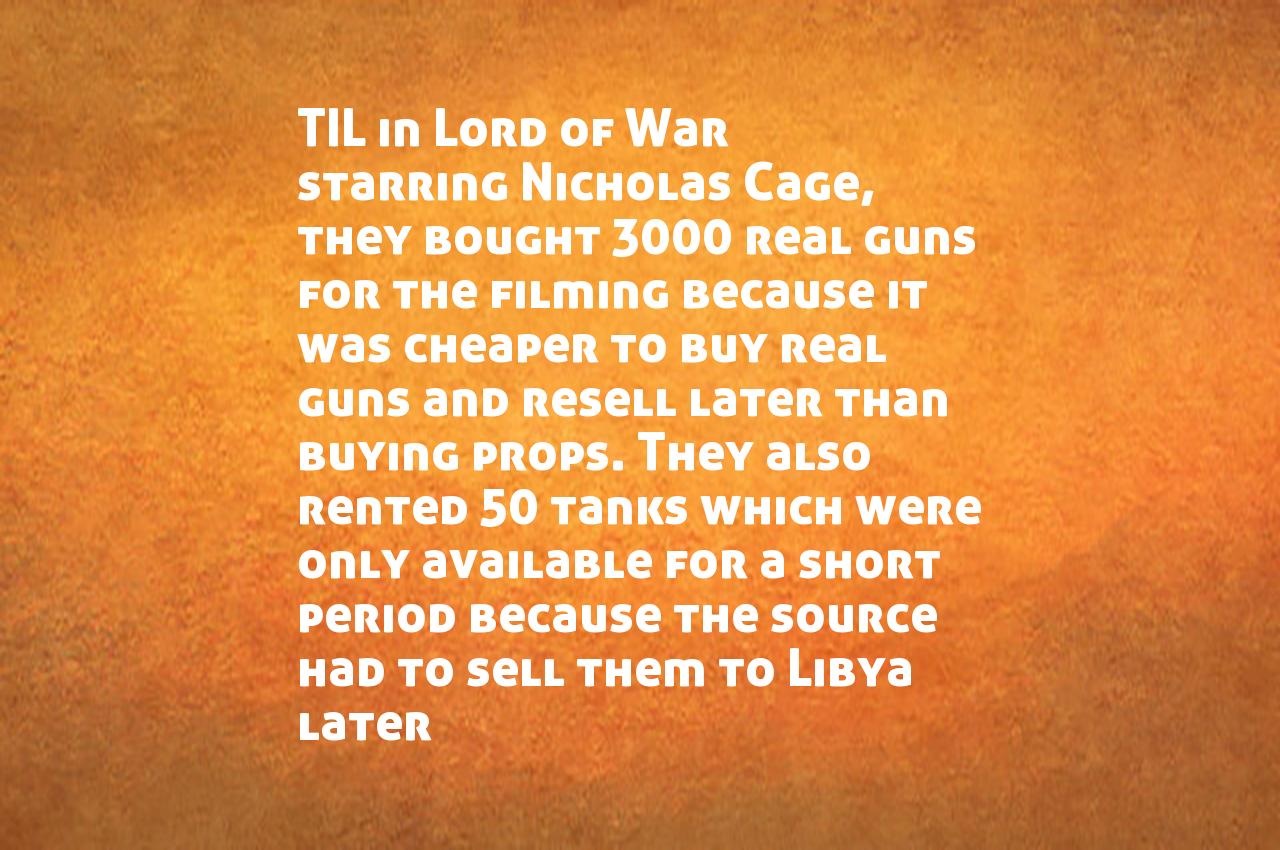 TIL in Lord of War
starring Nicholas Cage,
they bought 3000 real guns
for the filming because it
was cheaper to buy real
guns and resell later than
buying props. They also
rented 50 tanks which were
only available for a short
period because the source
had to sell them to Libya
later